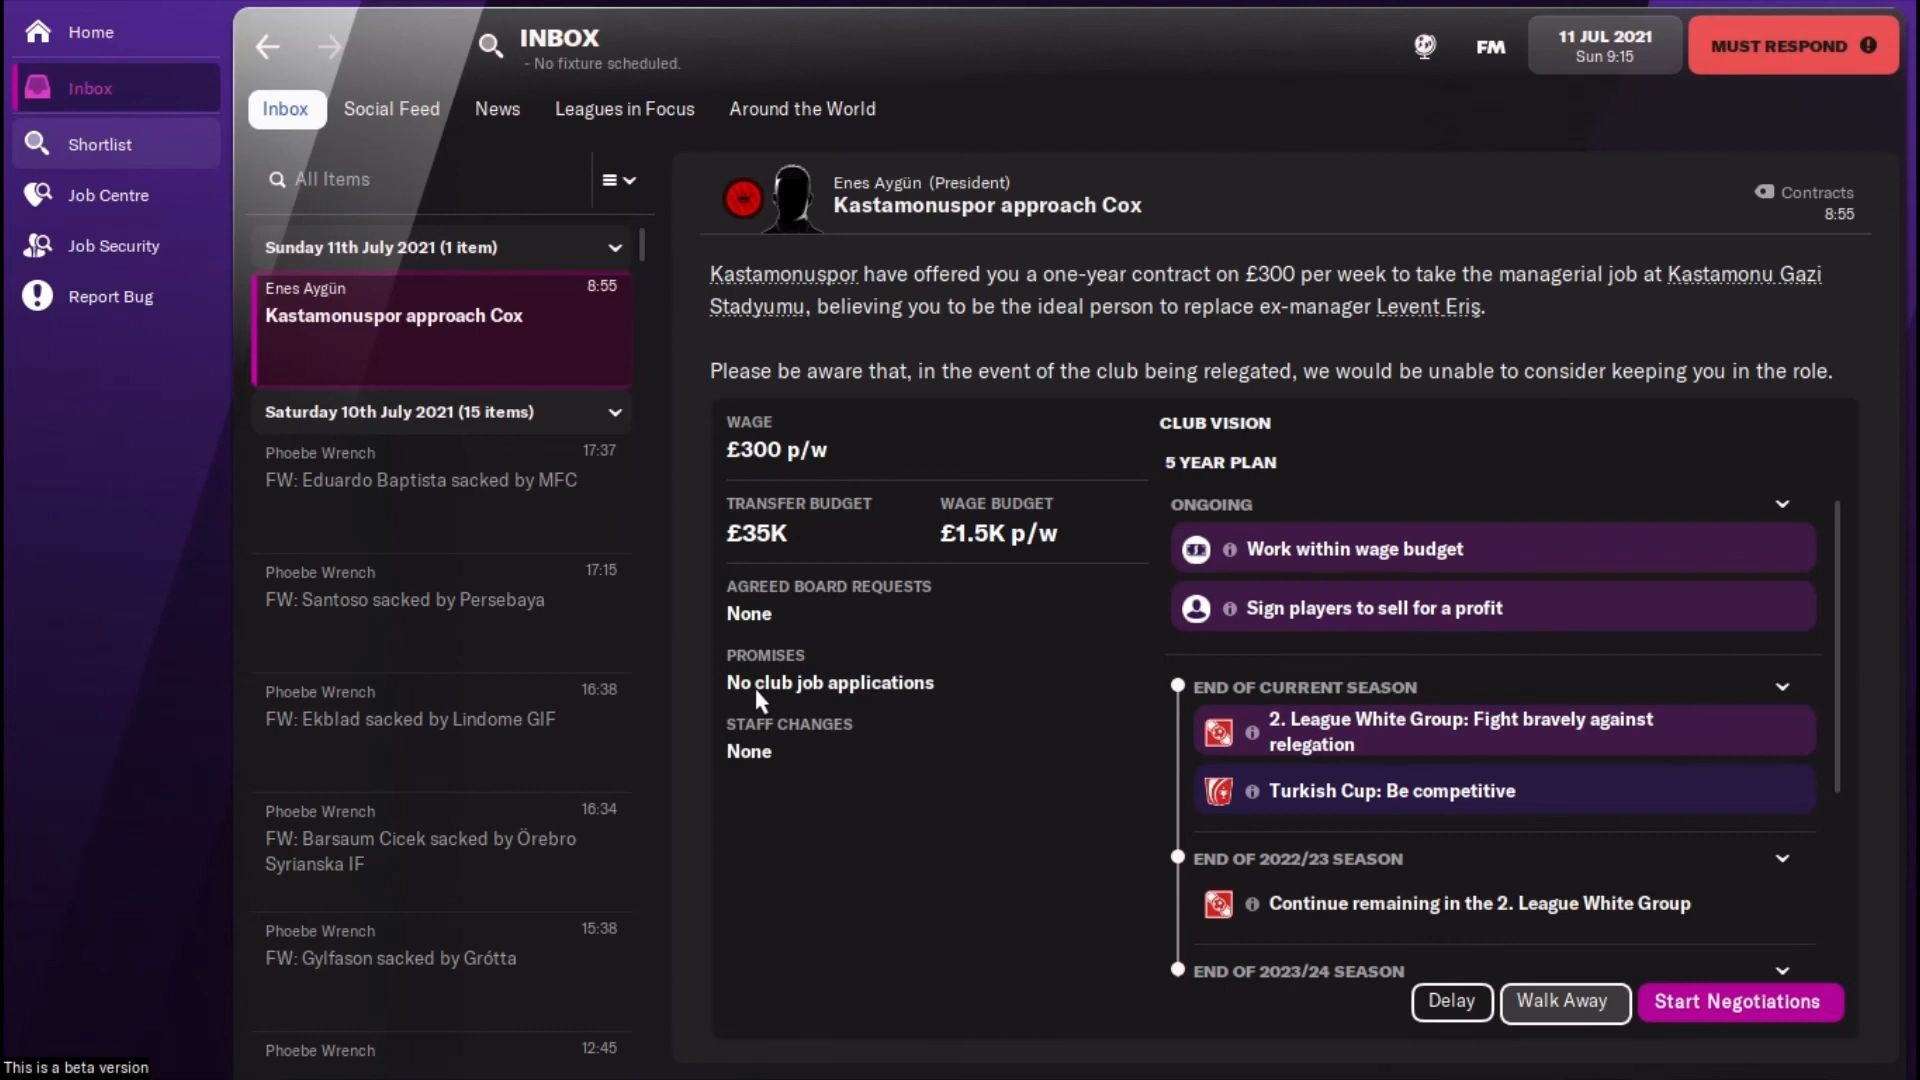 Home
Inbox
Shortlist
Job Centre
Job Security
Report Bug
This is a beta version
INBOX
- No fixture scheduled.
FM
11 JUL 2021
Sun 9:15
MUST RESPOND
Inbox
Social Feed
News
Leagues in Focus
Around the World
All Items
Sunday 11th July 2021 (1 item)
Enes Aygün
8:55
Kastamonuspor approach Cox
Saturday 10th July 2021 (15 items)
Phoebe Wrench
17:37
FW: Eduardo Baptista sacked by MFC
Phoebe Wrench
17:15
FW: Santoso sacked by Persebaya
Phoebe Wrench
16:38
FW: Ekblad sacked by Lindome GIF
Phoebe Wrench
16:34
FW: Barsaum Cicek sacked by Örebro
Syrianska IF
Phoebe Wrench
15:38
FW: Gylfason sacked by Grótta
Phoebe Wrench
12:45
Enes Aygün (President)
Kastamonuspor approach Cox
Contracts
8:55
Kastamonuspor have offered you a one-year contract on £300 per week to take the managerial job at Kastamonu Gazi
Stadyumu, believing you to be the ideal person to replace ex-manager Levent Eriş.
Please be aware that, in the event of the club being relegated, we would be unable to consider keeping you in the role.
WAGE
£300 p/w
TRANSFER BUDGET
£35K
WAGE BUDGET
£1.5K p/w
AGREED BOARD REQUESTS
None
PROMISES
No club job applications
STAFF CHANGES
None
CLUB VISION
5 YEAR PLAN
ONGOING
Work within wage budget
Sign players to sell for a profit
END OF CURRENT SEASON
2. League White Group: Fight bravely against
relegation
Turkish Cup: Be competitive
END OF 2022/23 SEASON
Continue remaining in the 2. League White Group
END OF 2023/24 SEASON
Delay
Walk Away
Start Negotiations